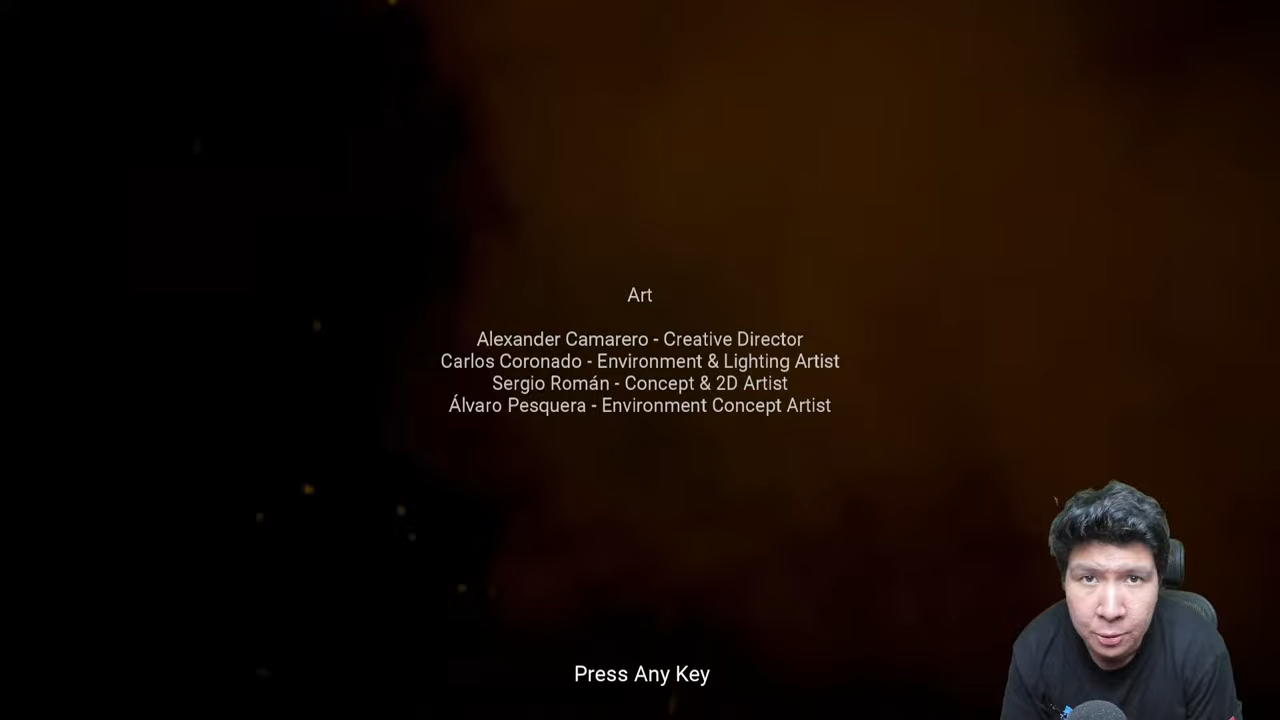 Art
Alexander Camarero - Creative Director
Carlos Coronado - Environment & Lighting Artist
Sergio Román - Concept & 2D Artist
Álvaro Pesquera - Environment Concept Artist
Press Any Key